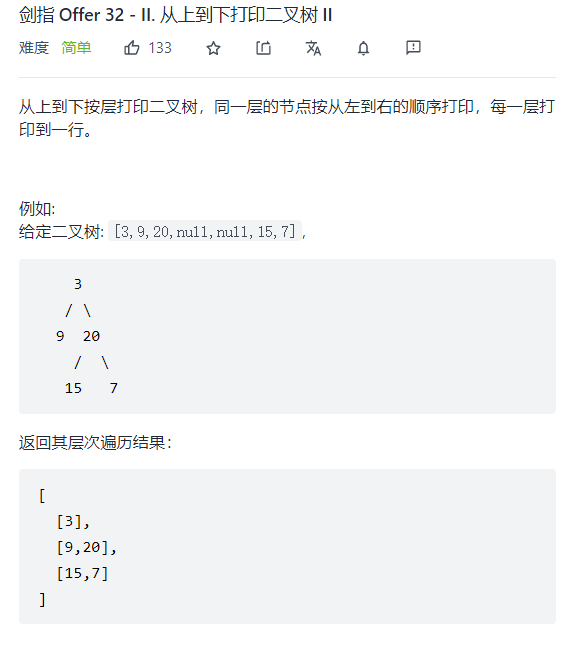 剑指 Offer 32 - II. 从上到下打印二叉树 II
难度 简单 133
从上到下按层打印二叉树，同一层的节点按从左到右的顺序打印，每一层打
印到一行。
例如:
给定二叉树: [3,9,20,null,null,15,7],
3
/ \
9 20
/ \
15 7
返回其层次遍历结果：
[
[3],
[9,20],
[15,7]
]